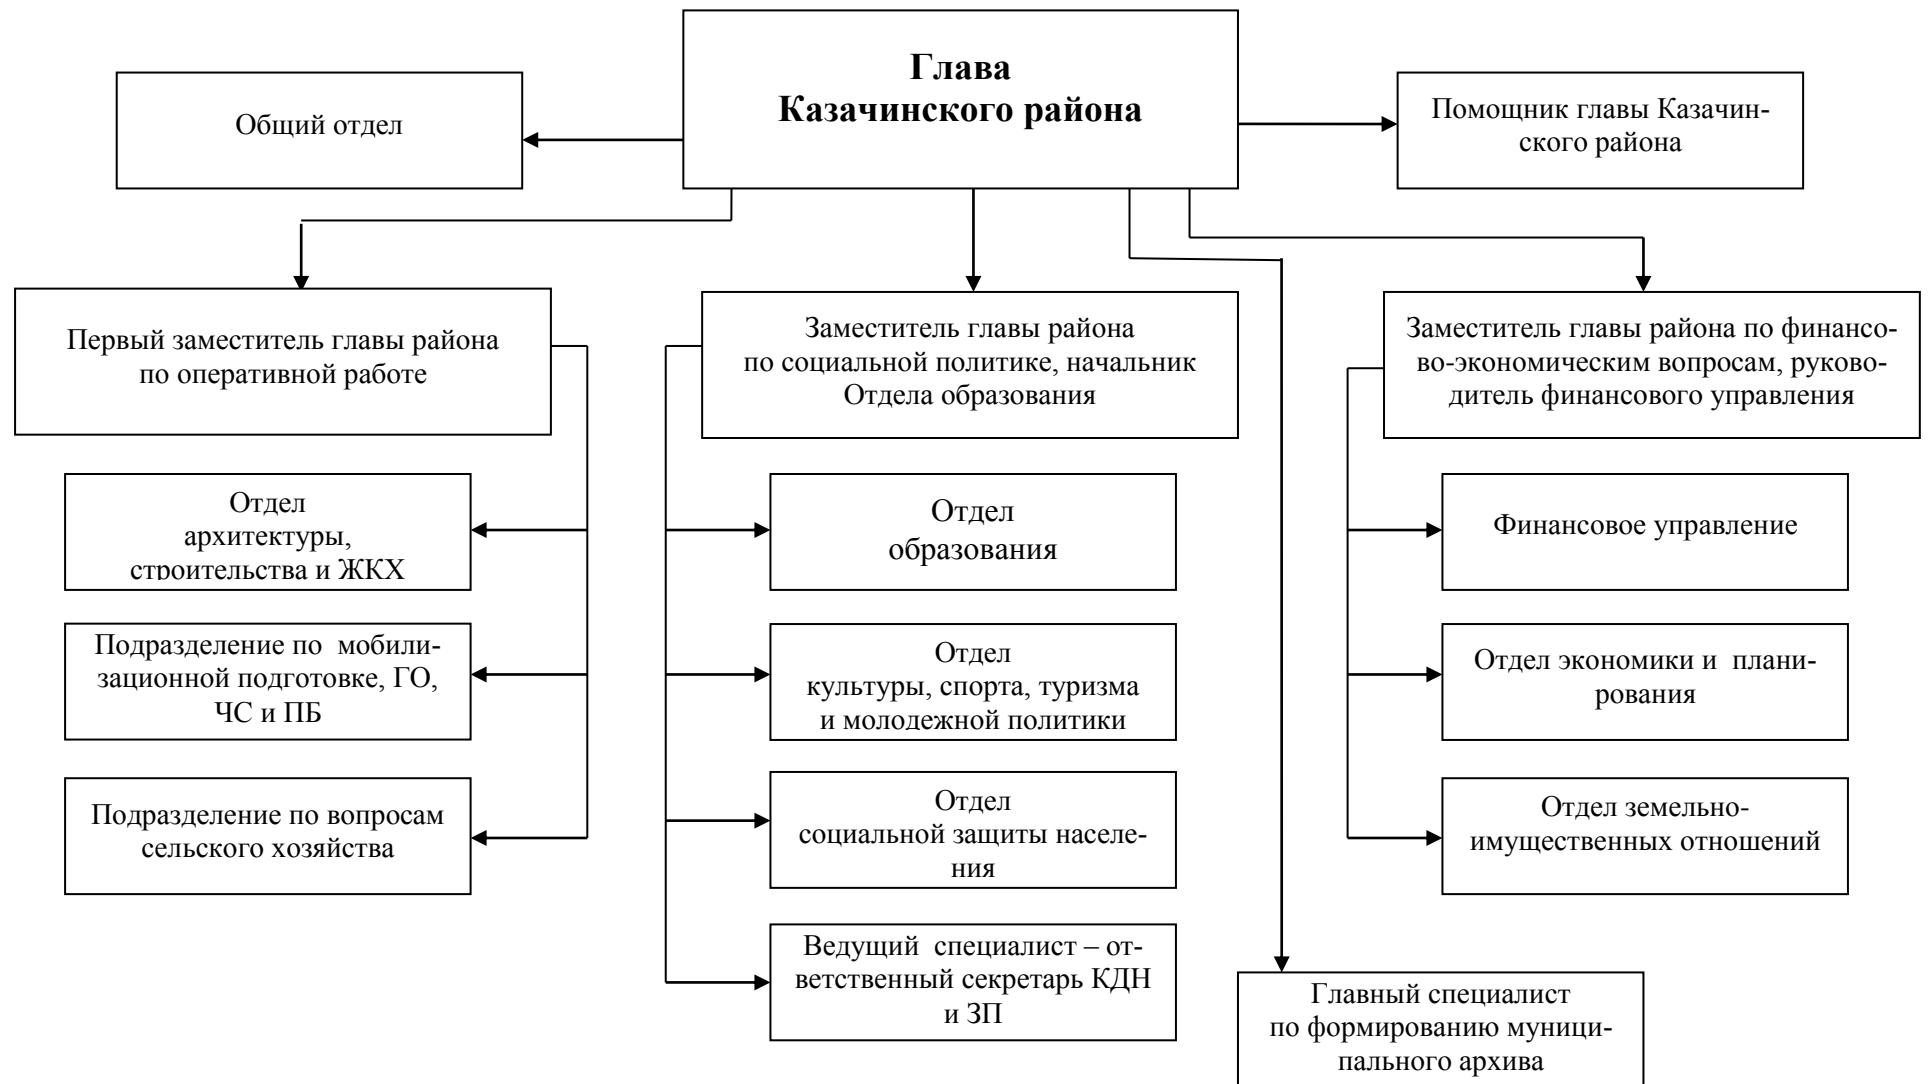 Глава
Казачинского района
Общий отдел
Помощник главы Казачин-
ского района
Первый заместитель главы района
по оперативной работе
Заместитель главы района
по социальной политике, начальник
Отдела образования
Заместитель главы района по финансо-
во-экономическим вопросам, руково-
дитель финансового управления
Отдел
архитектуры,
строительства и ЖКХ
Отдел
образования
Финансовое управление
Подразделение по мобили-
зационной подготовке, ГО,
ЧС и ПБ
Отдел
культуры, спорта, туризма
и молодежной политики
Отдел экономики и плани-
рования
Подразделение по вопросам
сельского хозяйства
Отдел
социальной защиты населе-
ния
Отдел земельно-
имущественных отношений
Ведущий специалист – от-
ветственный секретарь КДН
и ЗП
Главный специалист
по формированию муници-
пального архива